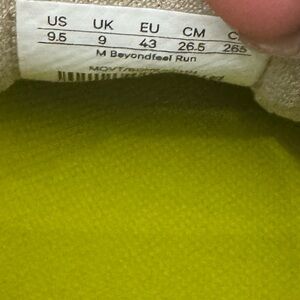 US UK EU CM
9.5 9 43 26.5 265
M Beyondfeel Run